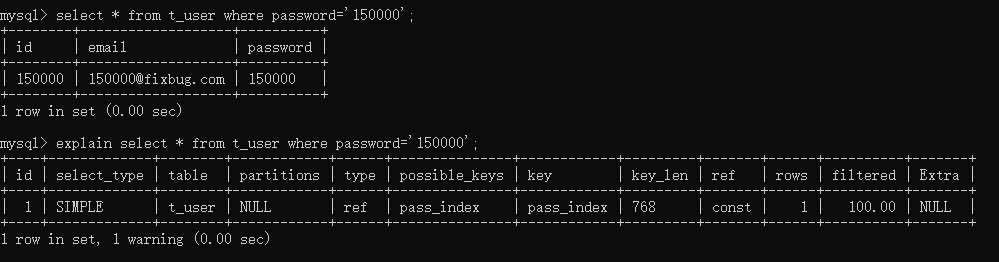 mysql> select * from t_user where password='150000';
+--------+-------------------+----------+
| id     | email             | password |
+--------+-------------------+----------+
| 150000 | 150000@fixbug.com | 150000   |
+--------+-------------------+----------+
1 row in set (0.00 sec)
mysql> explain select * from t_user where password='150000';
+----+-------------+--------+------------+------+---------------+------------+---------+-------+------+----------+-------+
| id | select_type | table  | partitions | type | possible_keys | key        | key_len | ref   | rows | filtered | Extra |
+----+-------------+--------+------------+------+---------------+------------+---------+-------+------+----------+-------+
|  1 | SIMPLE      | t_user | NULL       | ref  | pass_index    | pass_index | 768     | const |    1 |   100.00 | NULL  |
+----+-------------+--------+------------+------+---------------+------------+---------+-------+------+----------+-------+
1 row in set, 1 warning (0.00 sec)